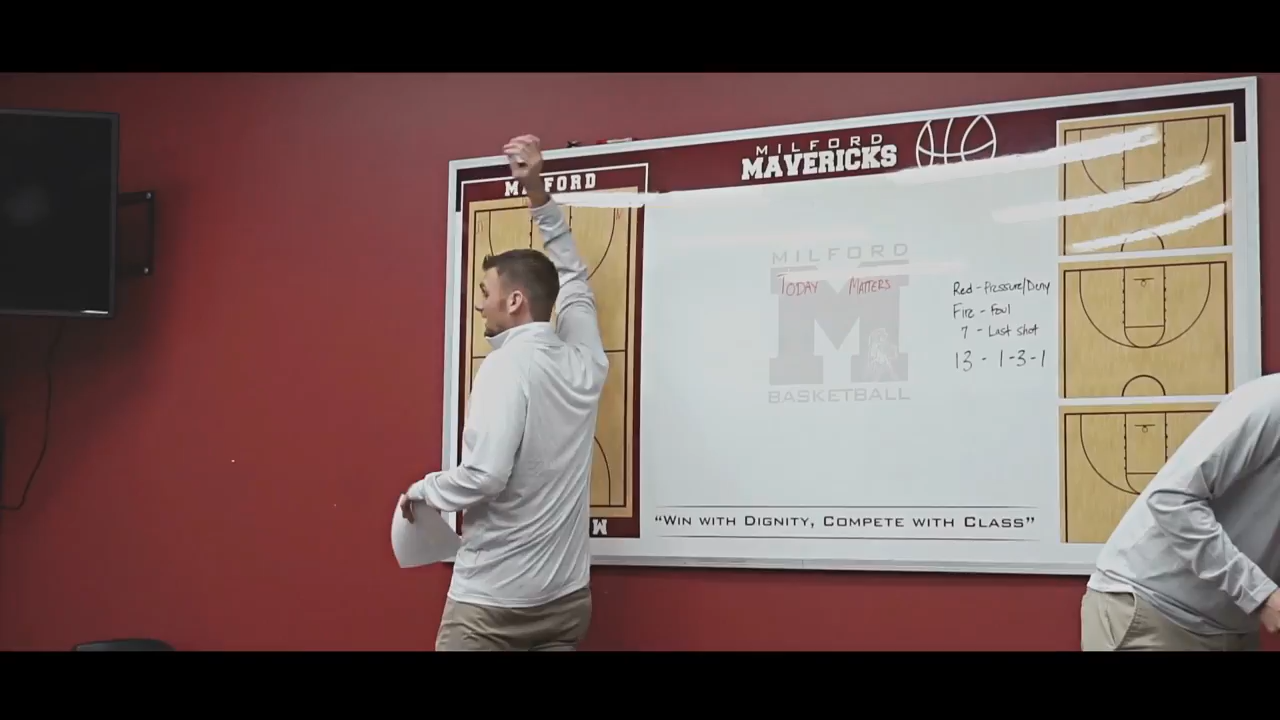 MILFORD
MAVERICKS
MILFORD
BASKETBALL
TODAY MATTERS
Red - Pressure/Deny
Fire - Foul
7 - Last shot
13 - 1-3-1
"WIN WITH DIGNITY, COMPETE WITH CLASS"